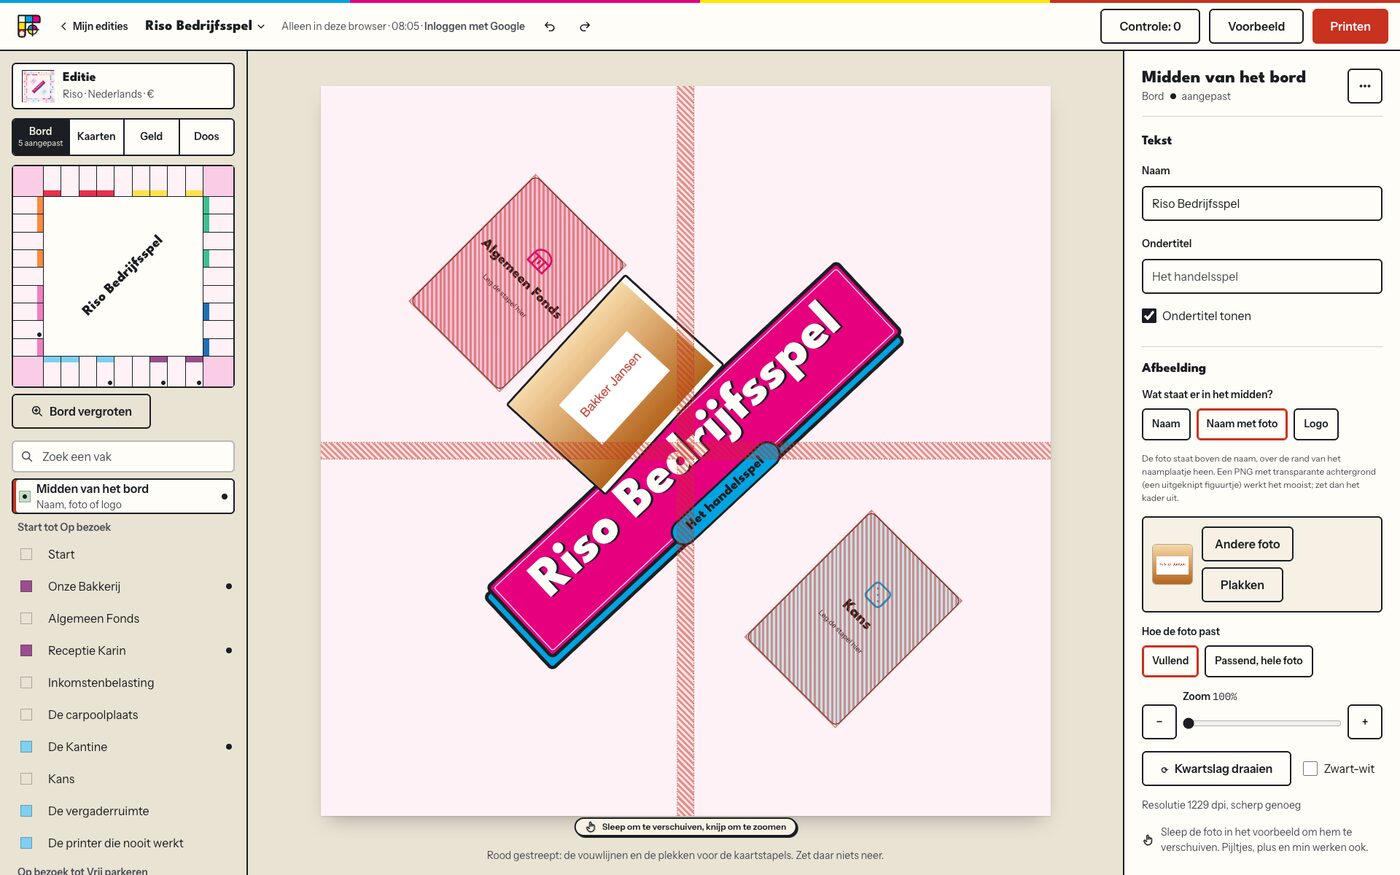 Mijn edities
Riso Bedrijfsspel
Alleen in deze browser · 08:05 · Inloggen met Google
Controle: 0
Voorbeeld
Printen
Editie
Riso · Nederlands · €
Bord
5 aangepast
Kaarten
Geld
Doos
Riso Bedrijfsspel
Bord vergroten
Zoek een vak
Midden van het bord
Naam, foto of logo
Start tot Op bezoek
Start
Onze Bakkerij
Algemeen Fonds
Receptie Karin
Inkomstenbelasting
De carpoolplaats
De Kantine
Kans
De vergaderruimte
De printer die nooit werkt
Op bezoek tot Vrij parkeren
Algemeen Fonds
Leg de stapel hier
Bakker Jansen
Riso Bedrijfsspel
Het handelsspel
Kans
Leg de stapel hier
Sleep om te verschuiven, knijp om te zoomen
Rood gestreept: de vouwlijnen en de plekken voor de kaartstapels. Zet daar niets neer.
Midden van het bord
Bord ● aangepast
Tekst
Naam
Riso Bedrijfsspel
Ondertitel
Het handelsspel
Ondertitel tonen
Afbeelding
Wat staat er in het midden?
Naam
Naam met foto
Logo
De foto staat boven de naam, over de rand van het
naamplaatje heen. Een PNG met transparante achtergrond
(een uitgeknipt figuurtje) werkt het mooist; zet dan het
kader uit.
Andere foto
Plakken
Hoe de foto past
Vullend
Passend, hele foto
Zoom 100%
−
+
Kwartslag draaien
Zwart-wit
Resolutie 1229 dpi, scherp genoeg
Sleep de foto in het voorbeeld om hem te
verschuiven. Pijltjes, plus en min werken ook.